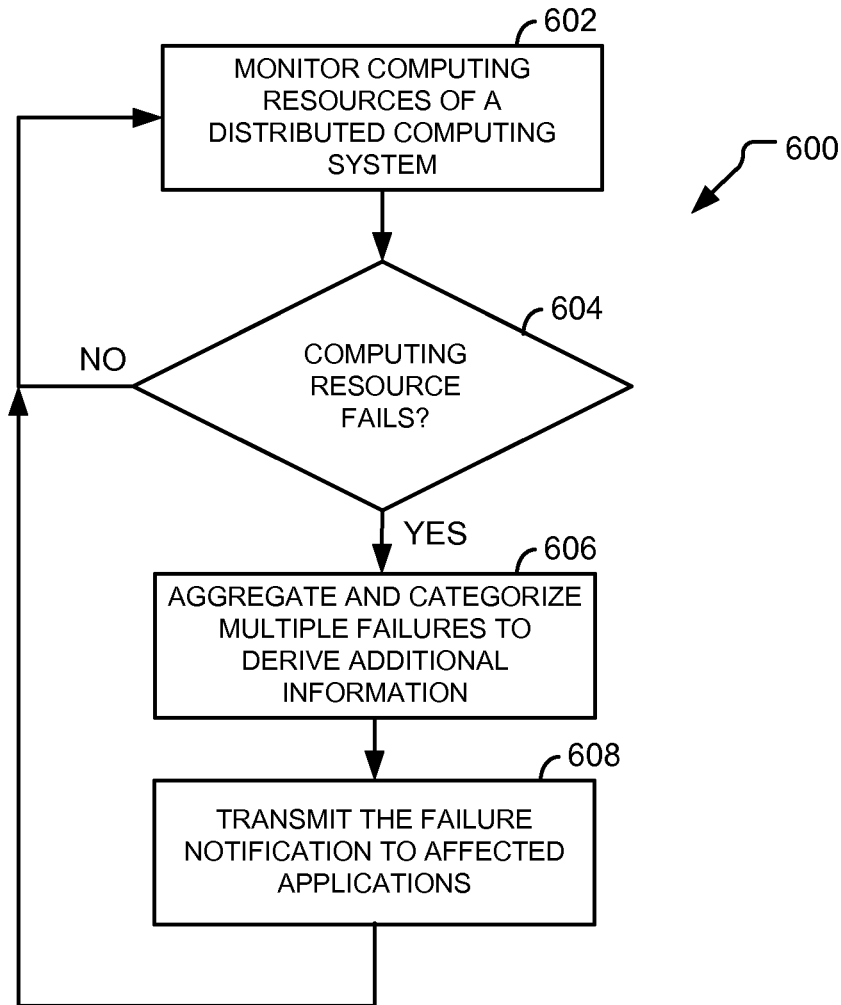 602
MONITOR COMPUTING
RESOURCES OF A
DISTRIBUTED COMPUTING
SYSTEM
600
604
COMPUTING
RESOURCE
FAILS?
NO
YES
606
AGGREGATE AND CATEGORIZE
MULTIPLE FAILURES TO
DERIVE ADDITIONAL
INFORMATION
608
TRANSMIT THE FAILURE
NOTIFICATION TO AFFECTED
APPLICATIONS